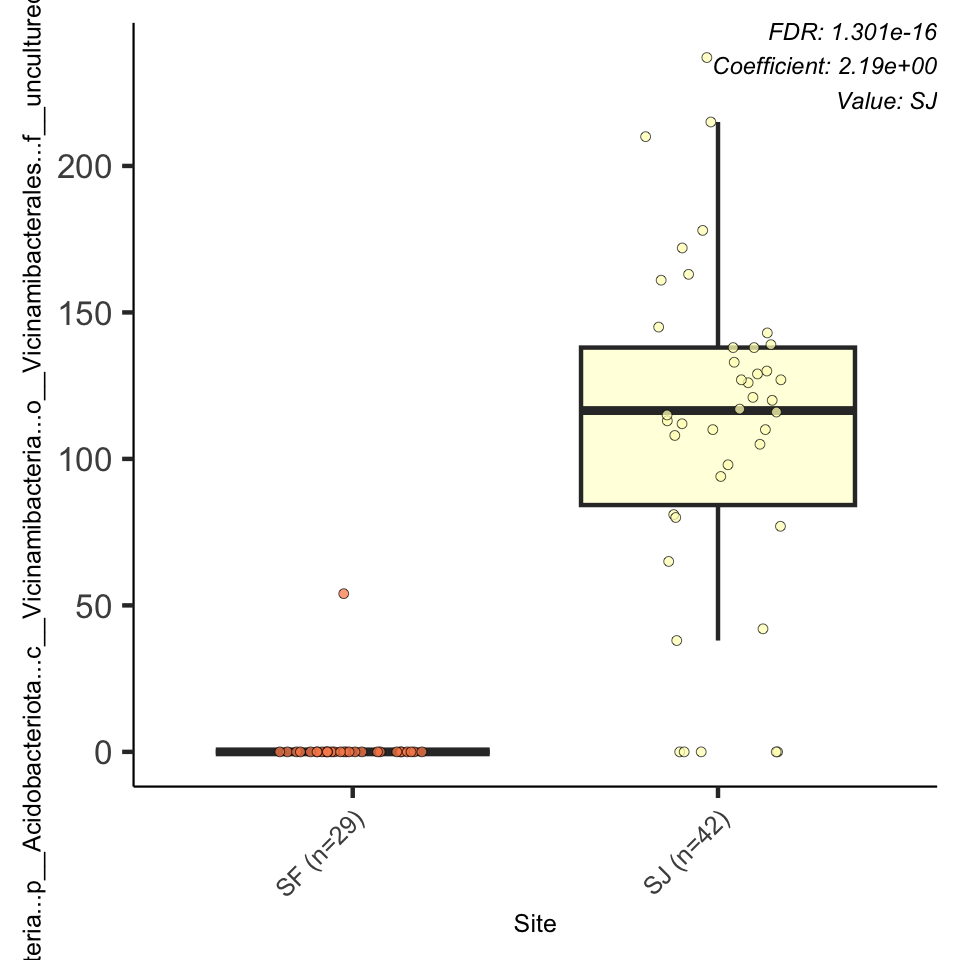 FDR: 1.301e-16
Coefficient: 2.19e+00
Value: SJ
teria...p__Acidobacteriota...c__Vicinamibacteria...o__Vicinamibacterales...f__uncultured
200
150
100
50
0
SF (n=29)
SJ (n=42)
Site